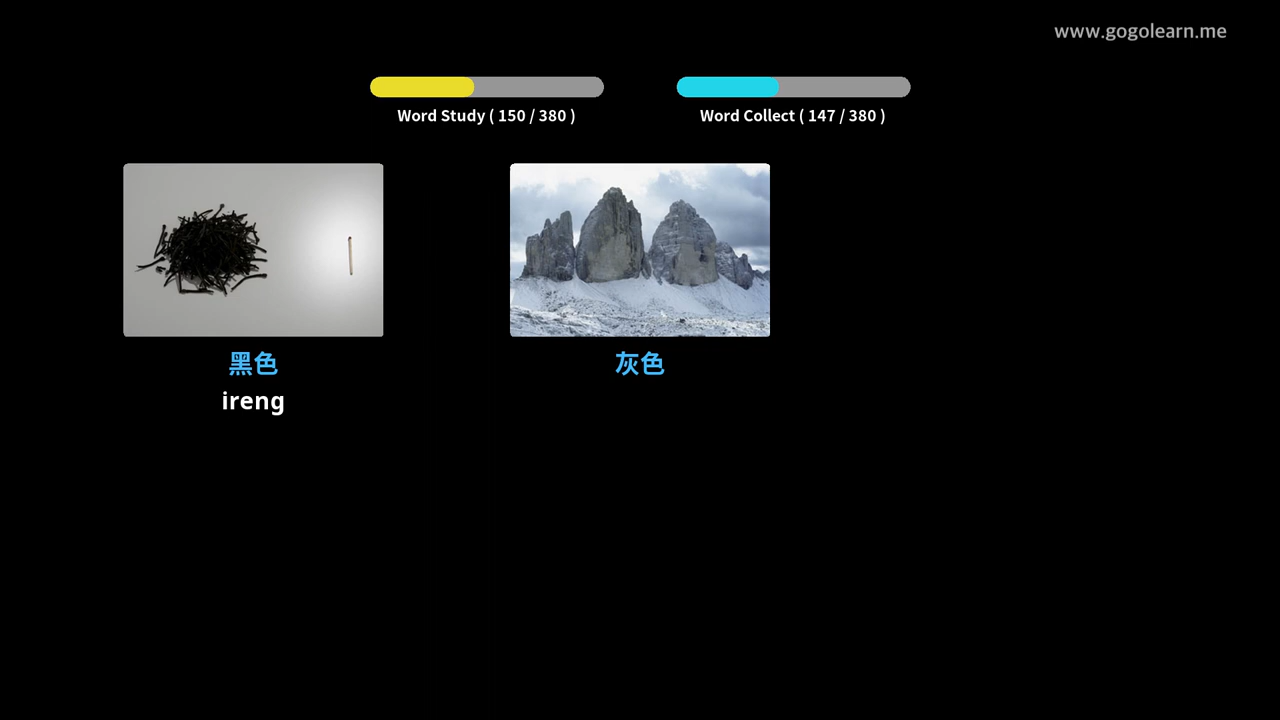 www.gogolearn.me
Word Study ( 150 / 380 )
Word Collect ( 147 / 380 )
黑色
ireng
灰色